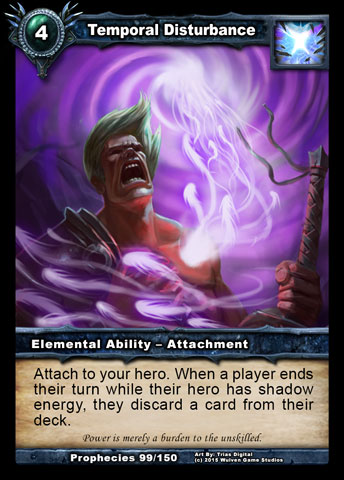 4
Temporal Disturbance
Elemental Ability – Attachment
Attach to your hero. When a player ends
their turn while their hero has shadow
energy, they discard a card from their
deck.
Power is merely a burden to the unskilled.
Prophecies 99/150
Art By: Trias Digital
(c) 2015 Wulven Game Studios